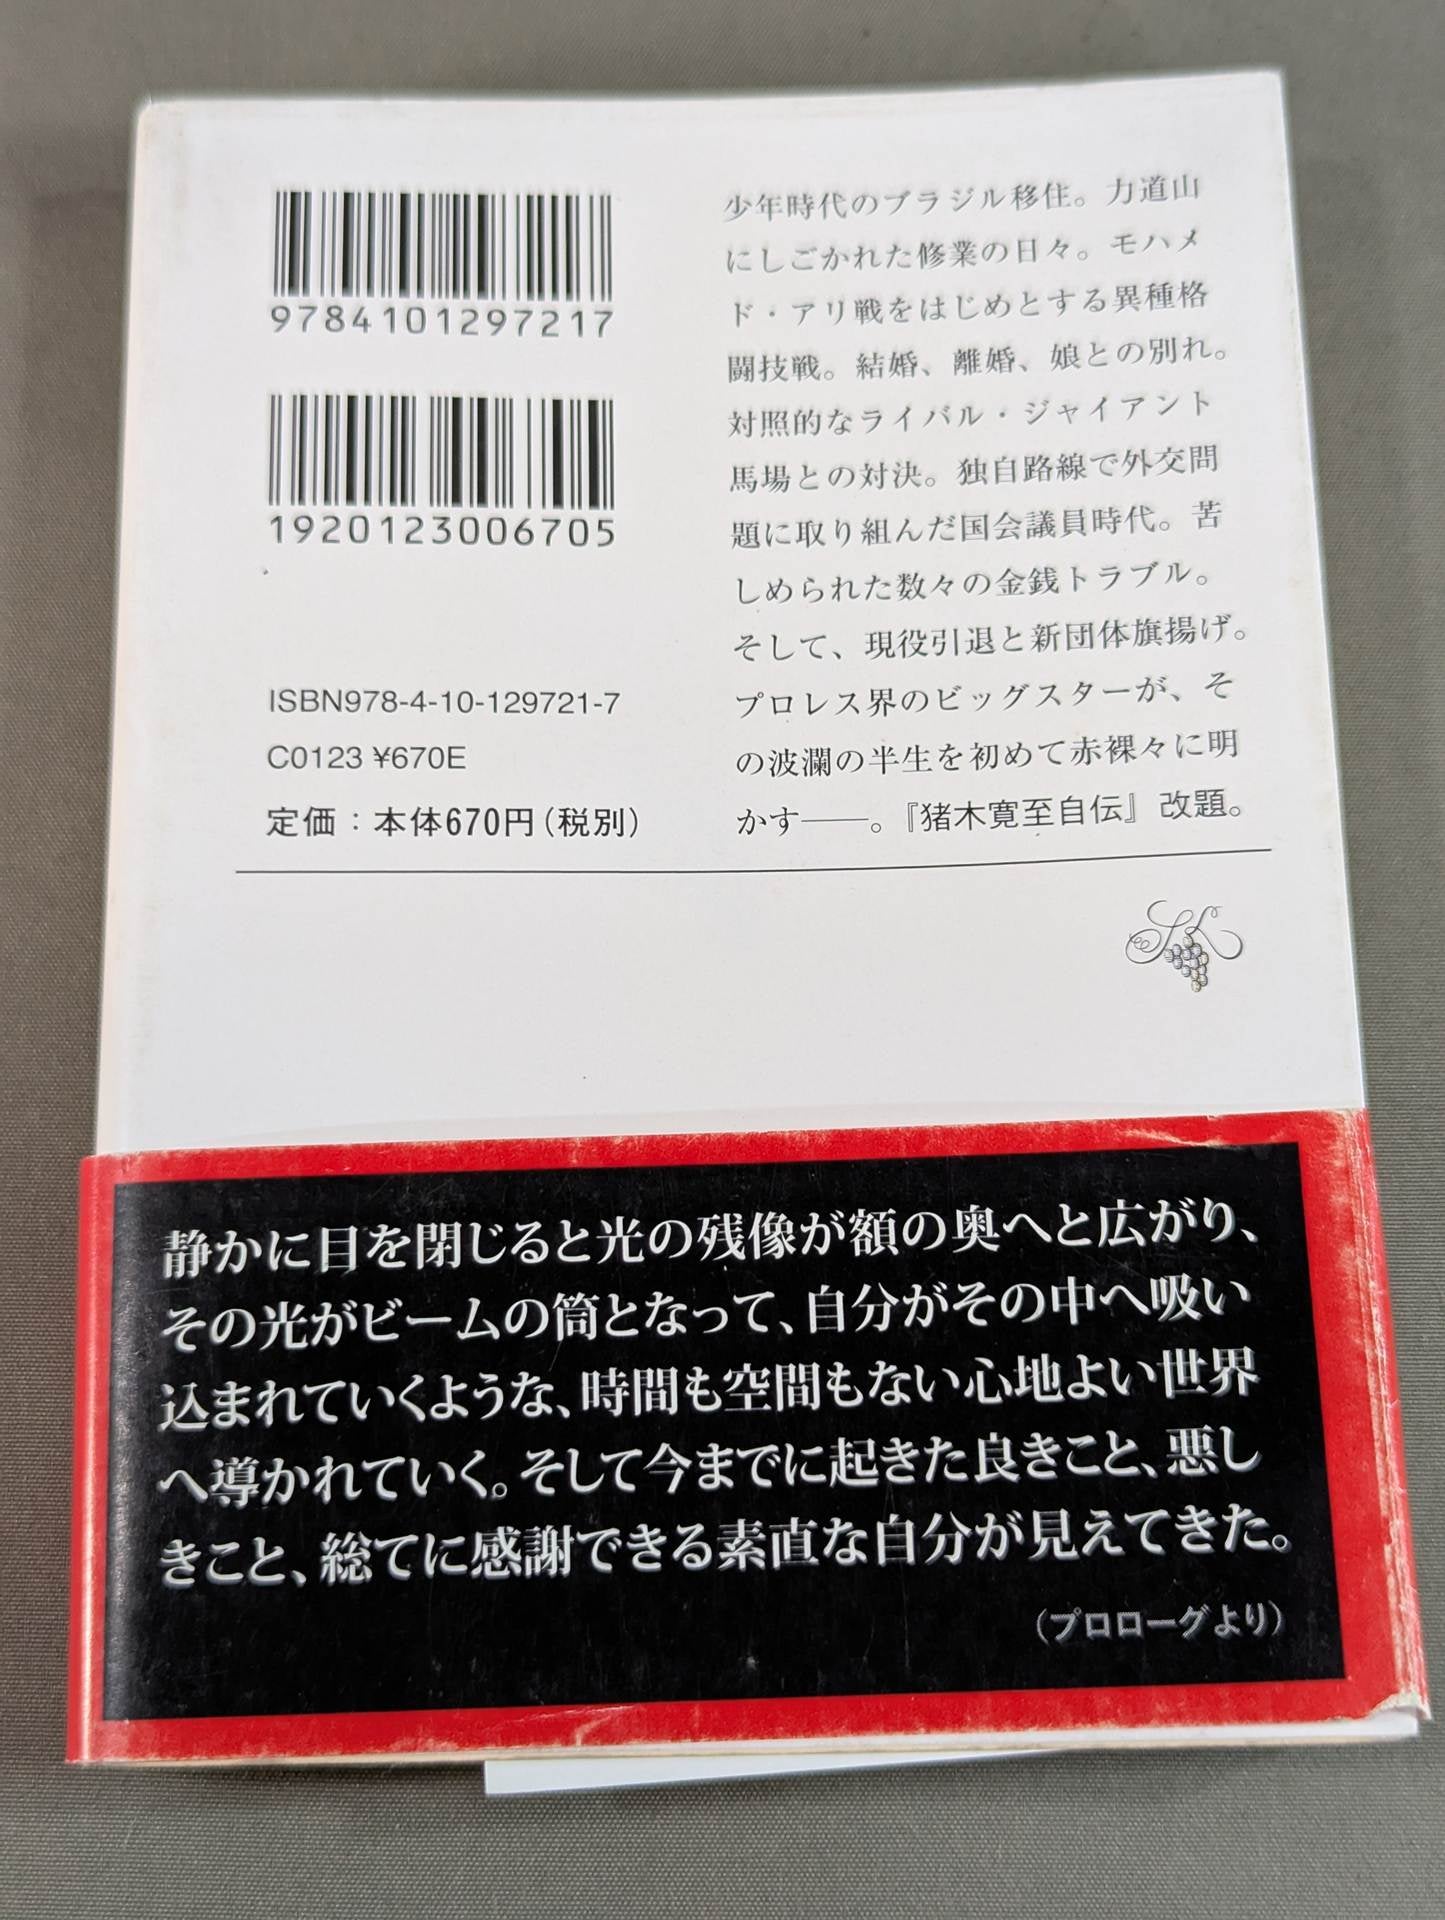 9784101297217
1920123006705
ISBN978-4-10-129721-7
C0123 ¥670E
定価：本体670円（税別）
少年時代のブラジル移住。力道山
にしごかれた修業の日々。モハメ
ド・アリ戦をはじめとする異種格
闘技戦。結婚、離婚、娘との別れ。
対照的なライバル・ジャイアント
馬場との対決。独自路線で外交問
題に取り組んだ国会議員時代。苦
しめられた数々の金銭トラブル。
そして、現役引退と新団体旗揚げ。
プロレス界のビッグスターが、そ
の波瀾の半生を初めて赤裸々に明
かす――。『猪木寛至自伝』改題。
SK
静かに目を閉じると光の残像が額の奥へと広がり、
その光がビームの筒となって、自分がその中へ吸い
込まれていくような、時間も空間もない心地よい世界
へ導かれていく。そして今までに起きた良きこと、悪し
きこと、総てに感謝できる素直な自分が見えてきた。
（プロローグより）